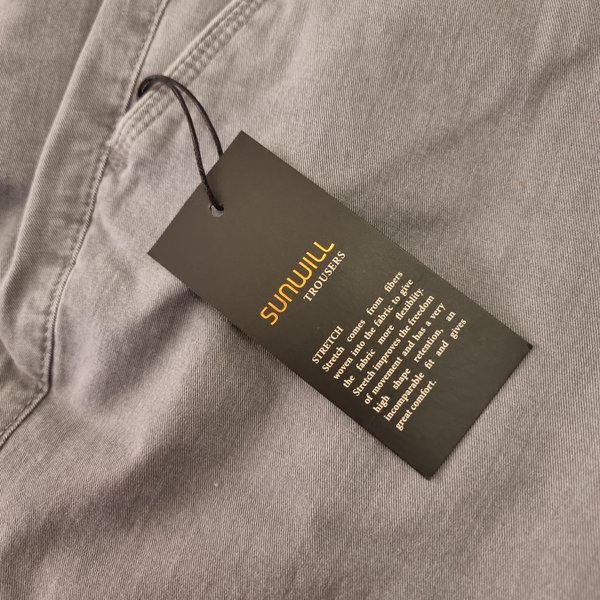 SUNWILL
TROUSERS
STRETCH
Stretch comes from fibers
woven into the fabric to give
the fabric more flexiblity.
Stretch improves the freedom
of movement and has a very
high shape retention, an
incomparable fit and gives
great comfort.